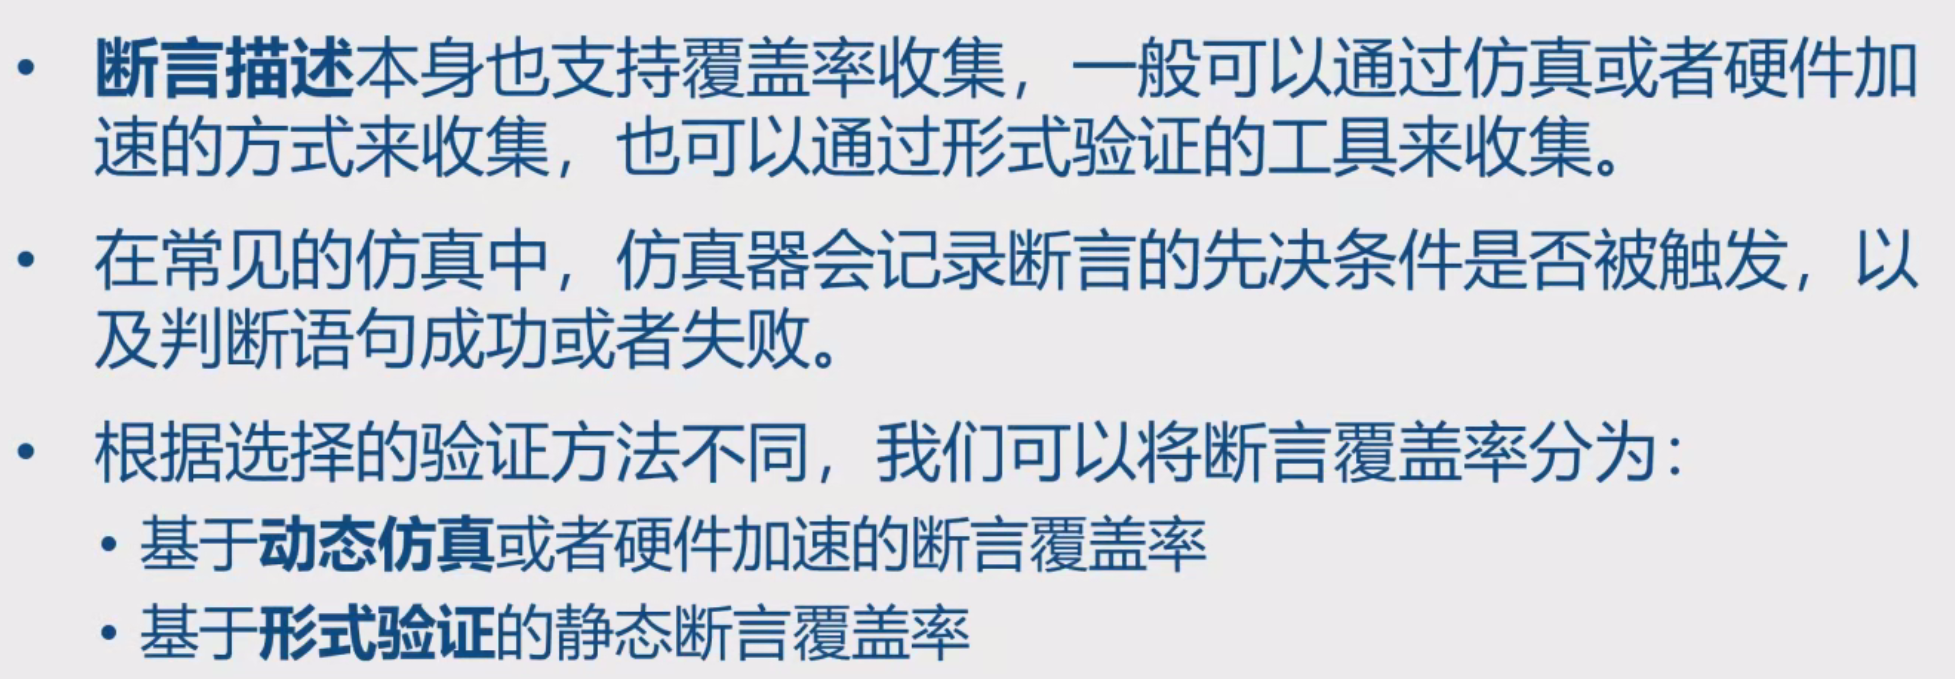 • 断言描述本身也支持覆盖率收集，一般可以通过仿真或者硬件加
速的方式来收集，也可以通过形式验证的工具来收集。
• 在常见的仿真中，仿真器会记录断言的先决条件是否被触发，以
及判断语句成功或者失败。
• 根据选择的验证方法不同，我们可以将断言覆盖率分为：
• 基于动态仿真或者硬件加速的断言覆盖率
• 基于形式验证的静态断言覆盖率